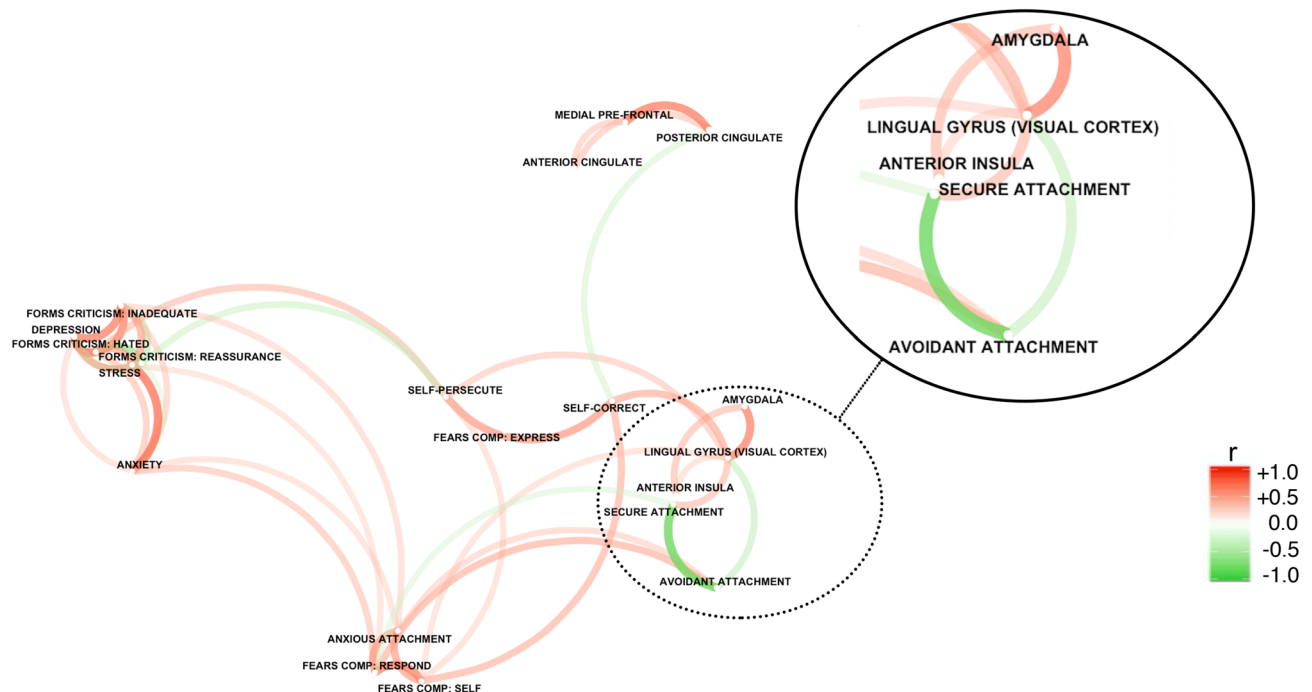 AMYGDALA
LINGUAL GYRUS (VISUAL CORTEX)
ANTERIOR INSULA
SECURE ATTACHMENT
AVOIDANT ATTACHMENT
MEDIAL PRE-FRONTAL
POSTERIOR CINGULATE
ANTERIOR CINGULATE
FORMS CRITICISM: INADEQUATE
DEPRESSION
FORMS CRITICISM: HATED
FORMS CRITICISM: REASSURANCE
STRESS
ANXIETY
SELF-PERSECUTE
SELF-CORRECT
FEARS COMP: EXPRESS
AMYGDALA
LINGUAL GYRUS (VISUAL CORTEX)
ANTERIOR INSULA
SECURE ATTACHMENT
AVOIDANT ATTACHMENT
ANXIOUS ATTACHMENT
FEARS COMP: RESPOND
FEARS COMP: SELF
r
+1.0
+0.5
0.0
-0.5
-1.0